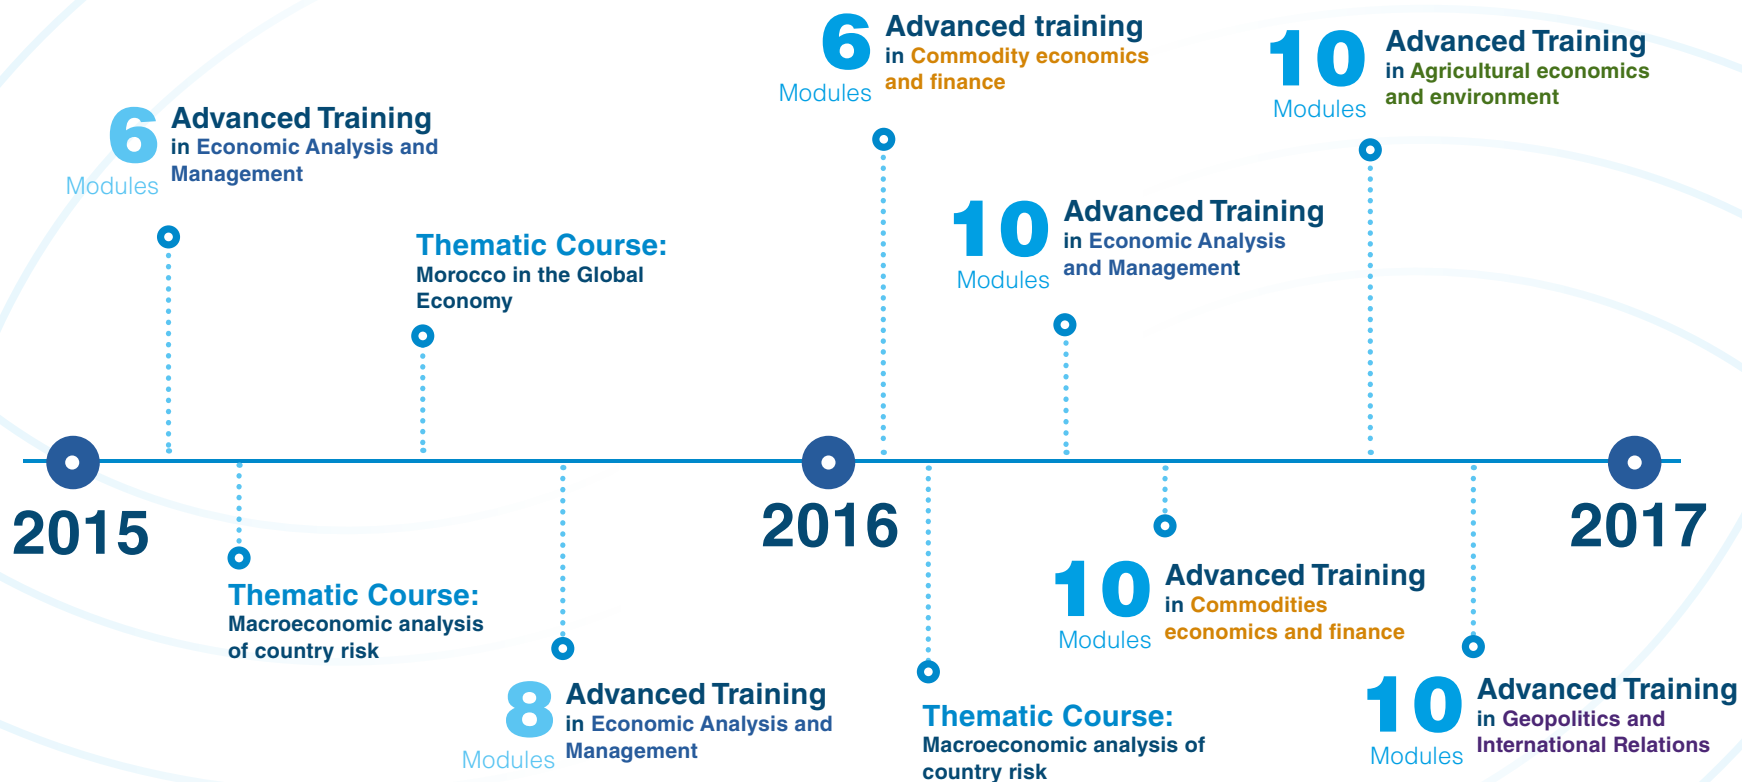 6
Modules
Advanced Training
in Economic Analysis and
Management
Thematic Course:
Morocco in the Global
Economy
6
Modules
Advanced training
in Commodity economics
and finance
10
Modules
Advanced Training
in Economic Analysis
and Management
10
Modules
Advanced Training
in Agricultural economics
and environment
2015
2016
2017
Thematic Course:
Macroeconomic analysis
of country risk
8
Modules
Advanced Training
in Economic Analysis and
Management
Thematic Course:
Macroeconomic analysis of
country risk
10
Modules
Advanced Training
in Commodities
economics and finance
10
Modules
Advanced Training
in Geopolitics and
International Relations